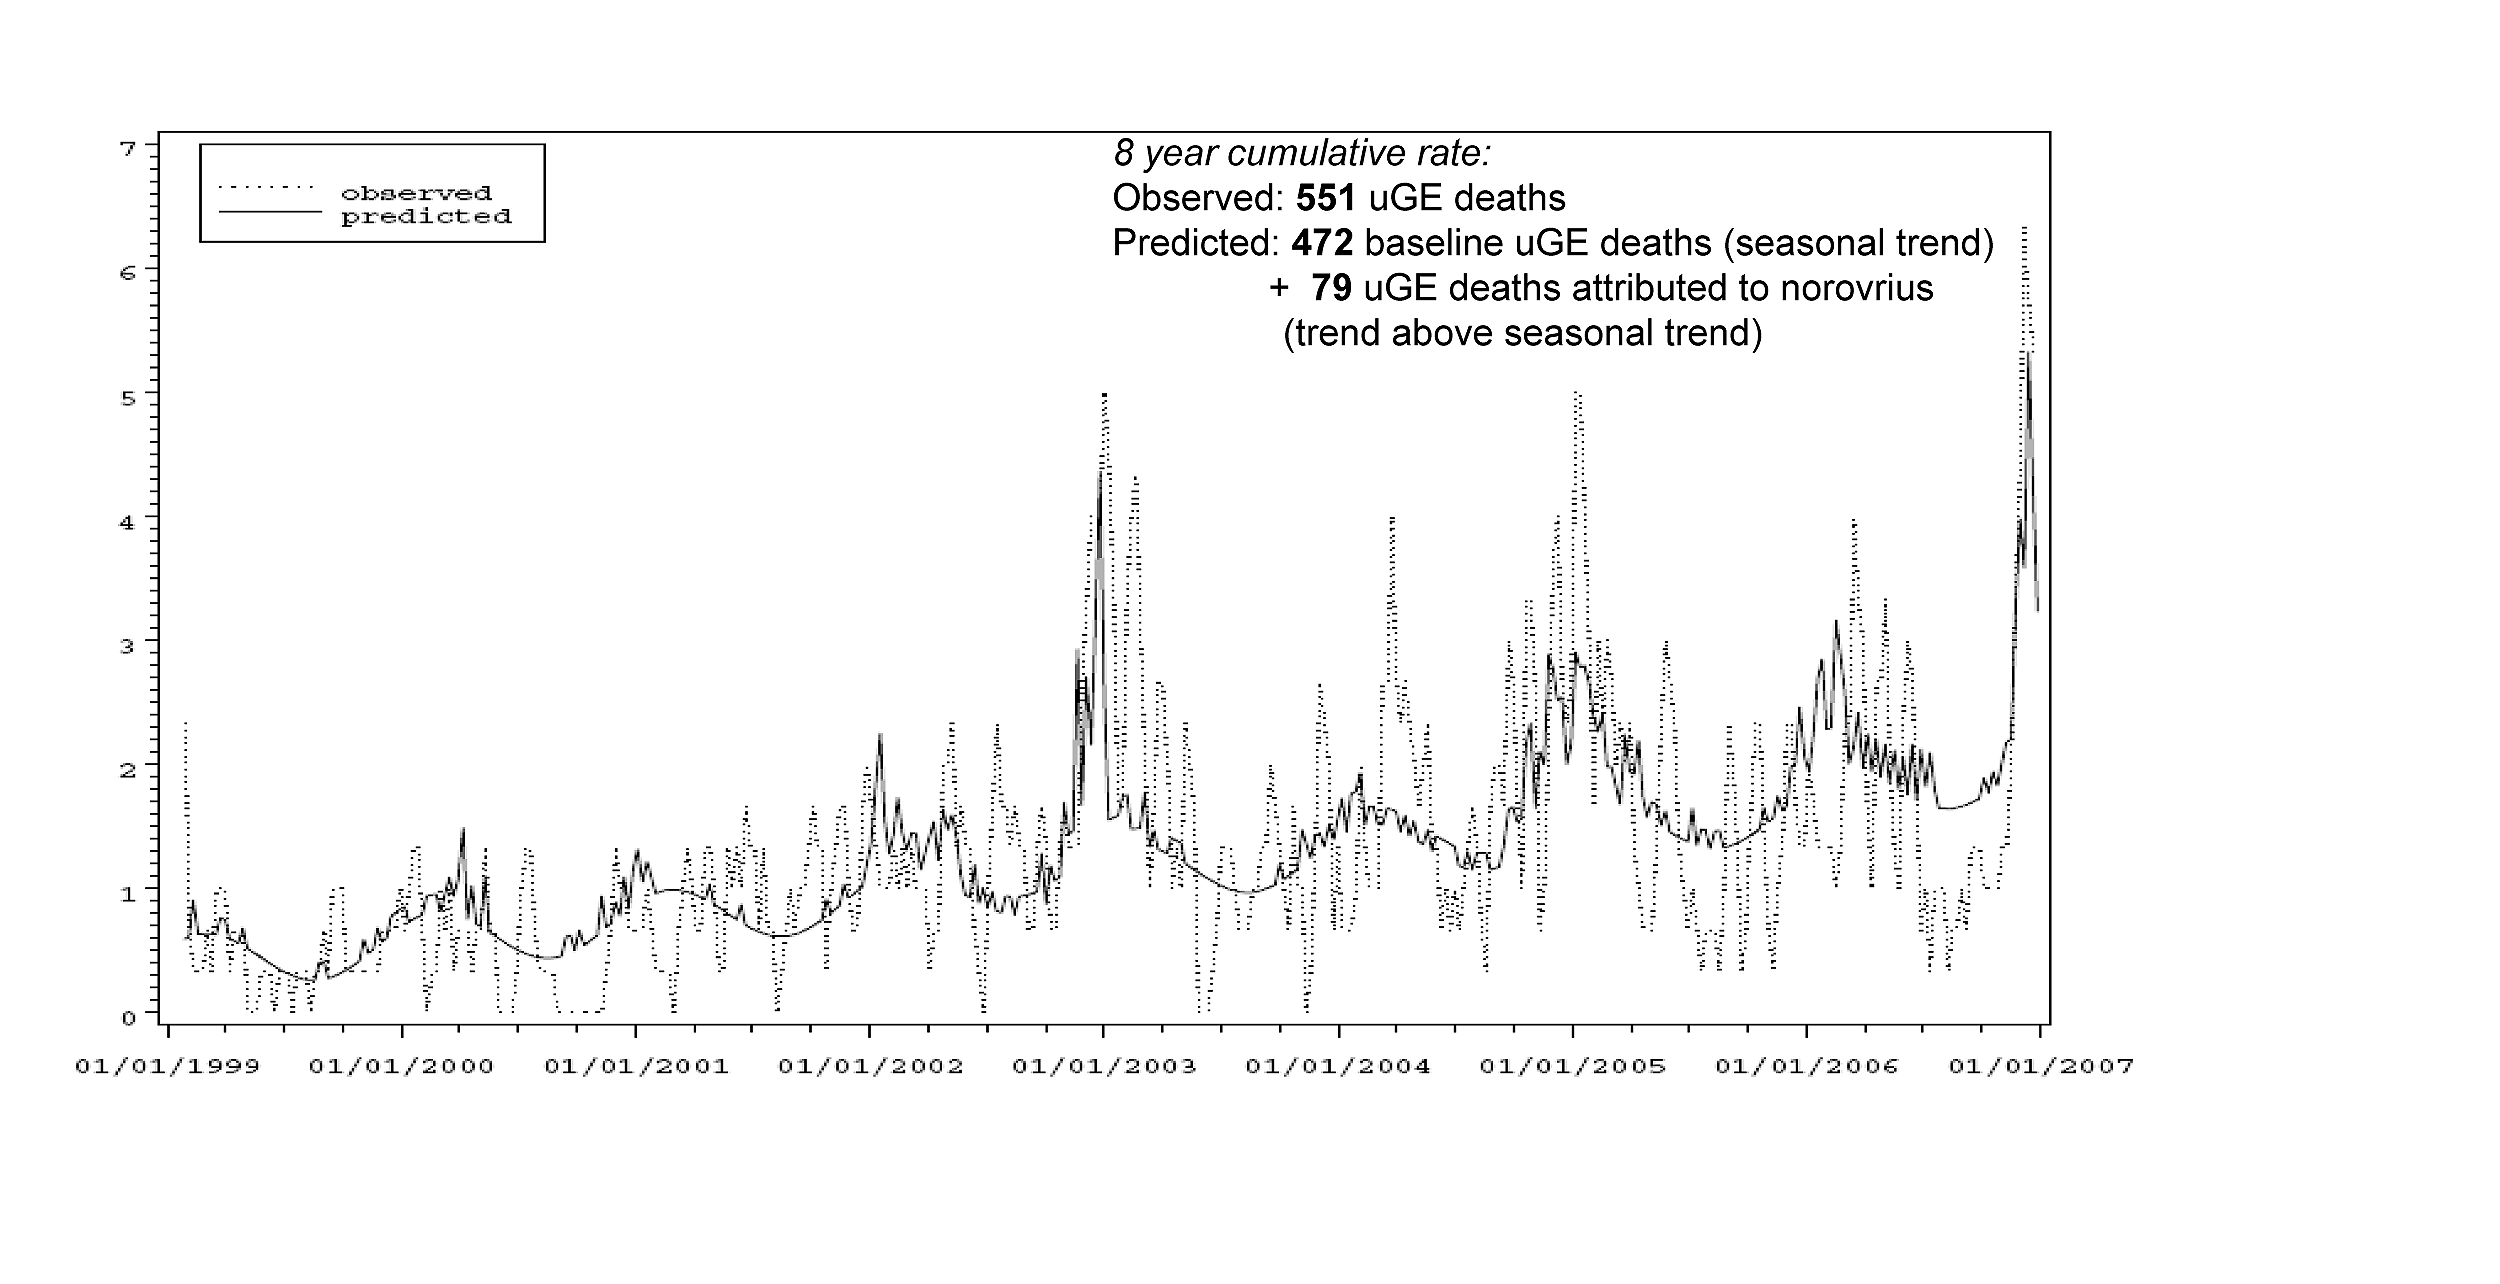 7
6
5
4
3
2
1
0
observed
predicted
8 year cumulative rate:
Observed: 551 uGE deaths
Predicted: 472 baseline uGE deaths (seasonal trend)
+ 79 uGE deaths attributed to norovrius
(trend above seasonal trend)
01/01/1999 01/01/2000 01/01/2001 01/01/2002 01/01/2003 01/01/2004 01/01/2005 01/01/2006 01/01/2007